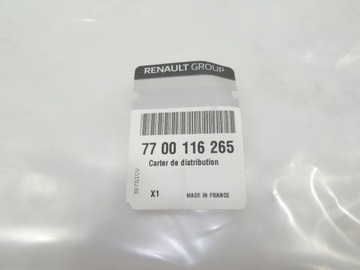 RENAULT GROUP
77 00 116 265
Carter de distribution
X1 MADE IN FRANCE